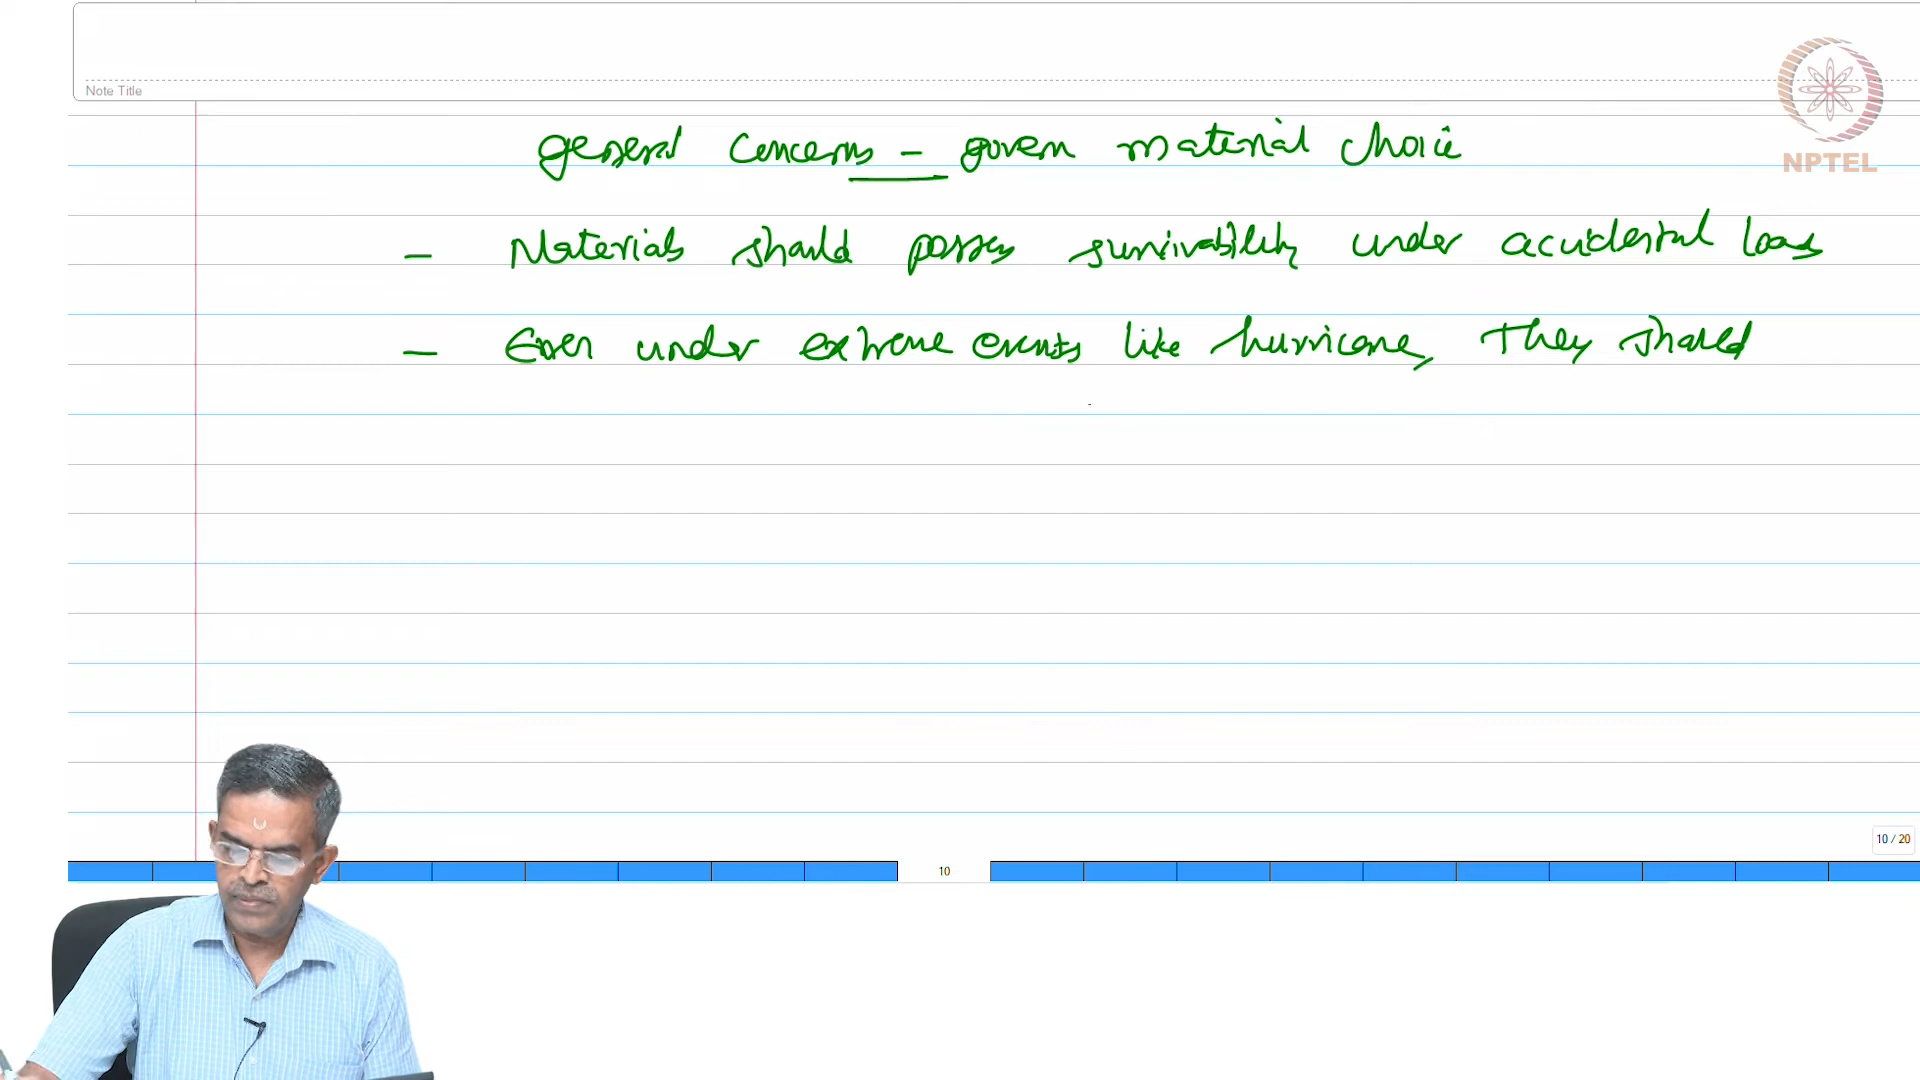 Note Title
NPTEL
general concerns - govern material choice
- Materials should posses survivability under accidental loads
- Even under extreme events like hurricane, they should
10 / 20
10